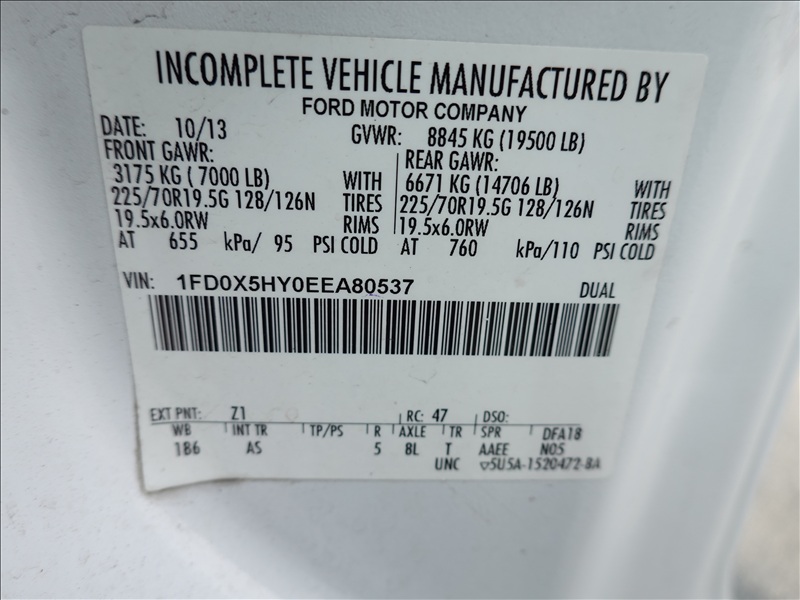 INCOMPLETE VEHICLE MANUFACTURED BY
FORD MOTOR COMPANY
DATE: 10/13 GVWR: 8845 KG (19500 LB)
FRONT GAWR: REAR GAWR:
3175 KG (7000 LB) WITH 6671 KG (14706 LB) WITH
225/70R19.5G 128/126N TIRES 225/70R19.5G 128/126N TIRES
19.5x6.0RW RIMS 19.5x6.0RW RIMS
AT 655 kPa/ 95 PSI COLD AT 760 kPa/110 PSI COLD
VIN: 1FD0X5HY0EEA80537 DUAL
EXT PNT: Z1 RC: 47 DSO:
WB INT TR TP/PS R AXLE TR SPR DFA18
186 AS 5 8L T AAEE N05
UNC 5U5A-1520472-BA